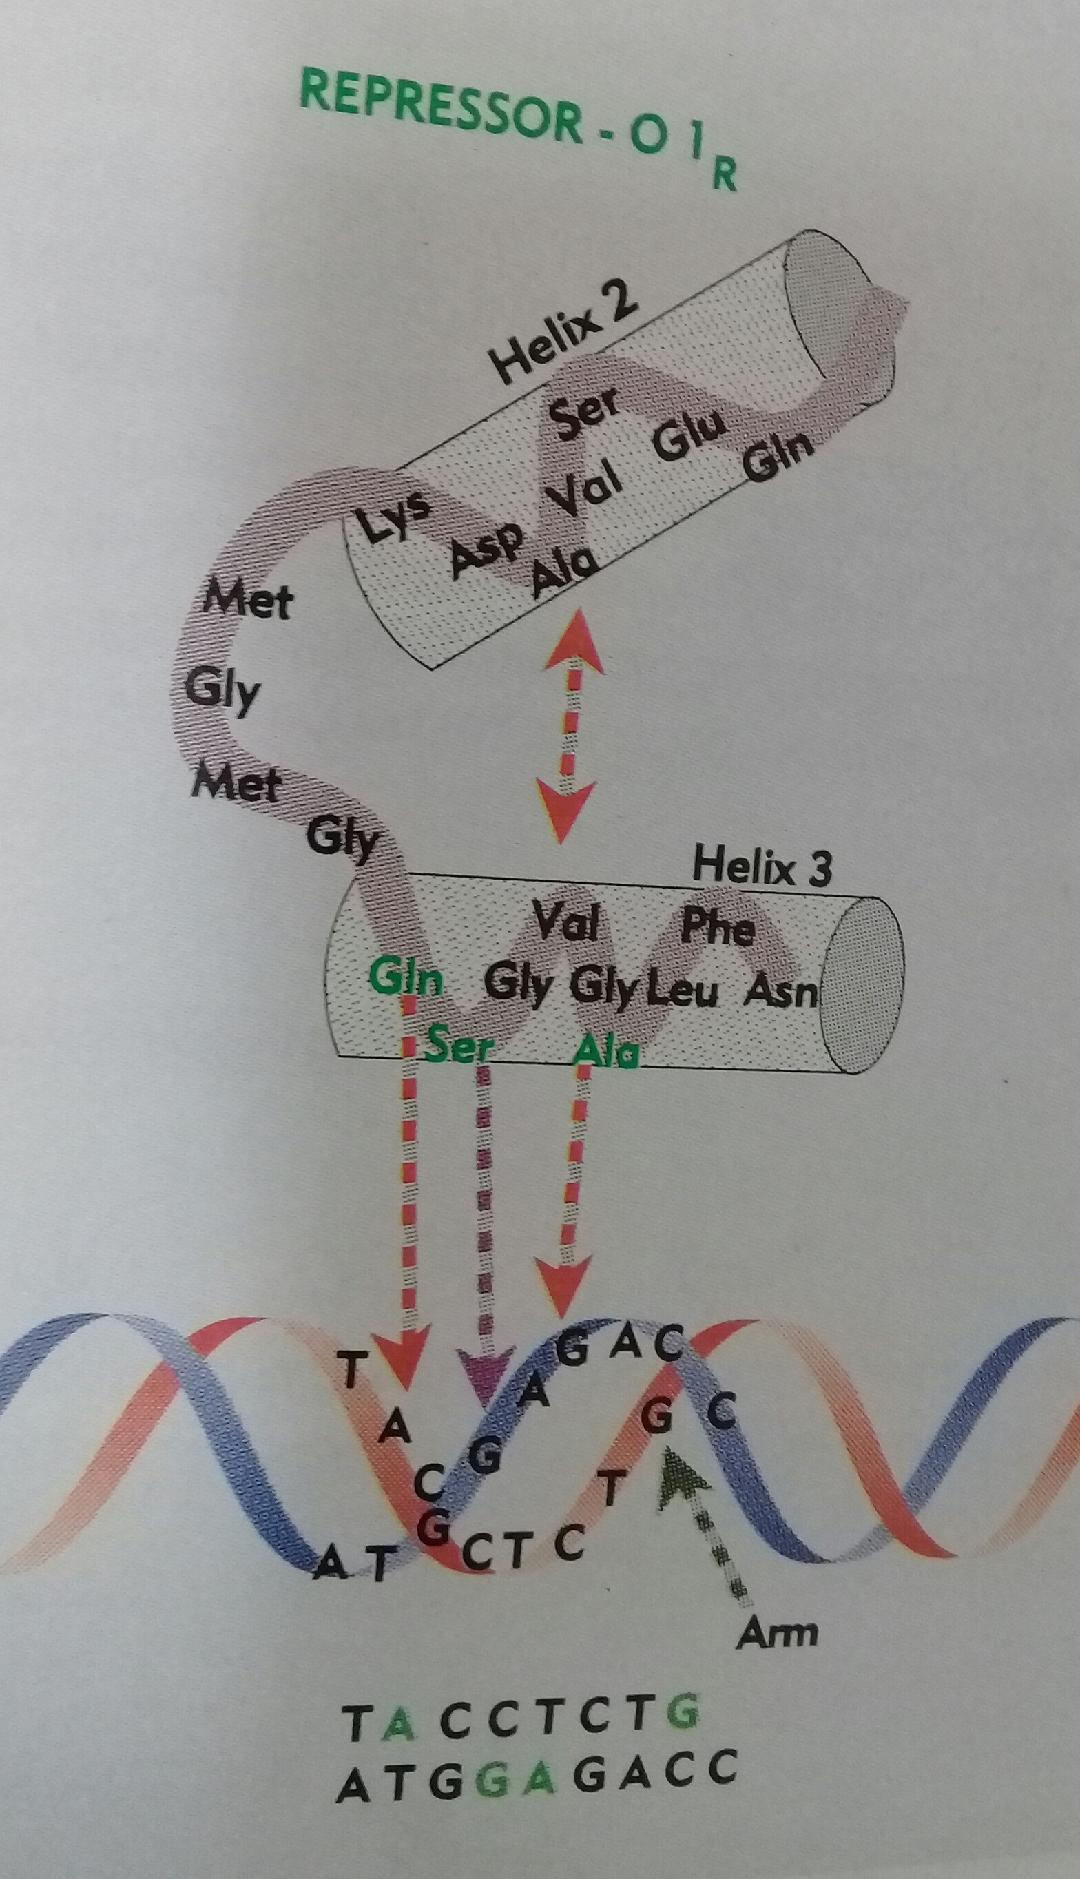 REPRESSOR - O 1R
Helix 2
Ser
Glu
Gln
Val
Lys
Asp
Ala
Met
Gly
Met
Gly
Helix 3
Val
Phe
Gln
Gly
Gly
Leu
Asn
Ser
Ala
G A C
T
A
A
G C
C
G
T
G
A T
C T C
Arm
T A C C T C T G
A T G G A G A C C